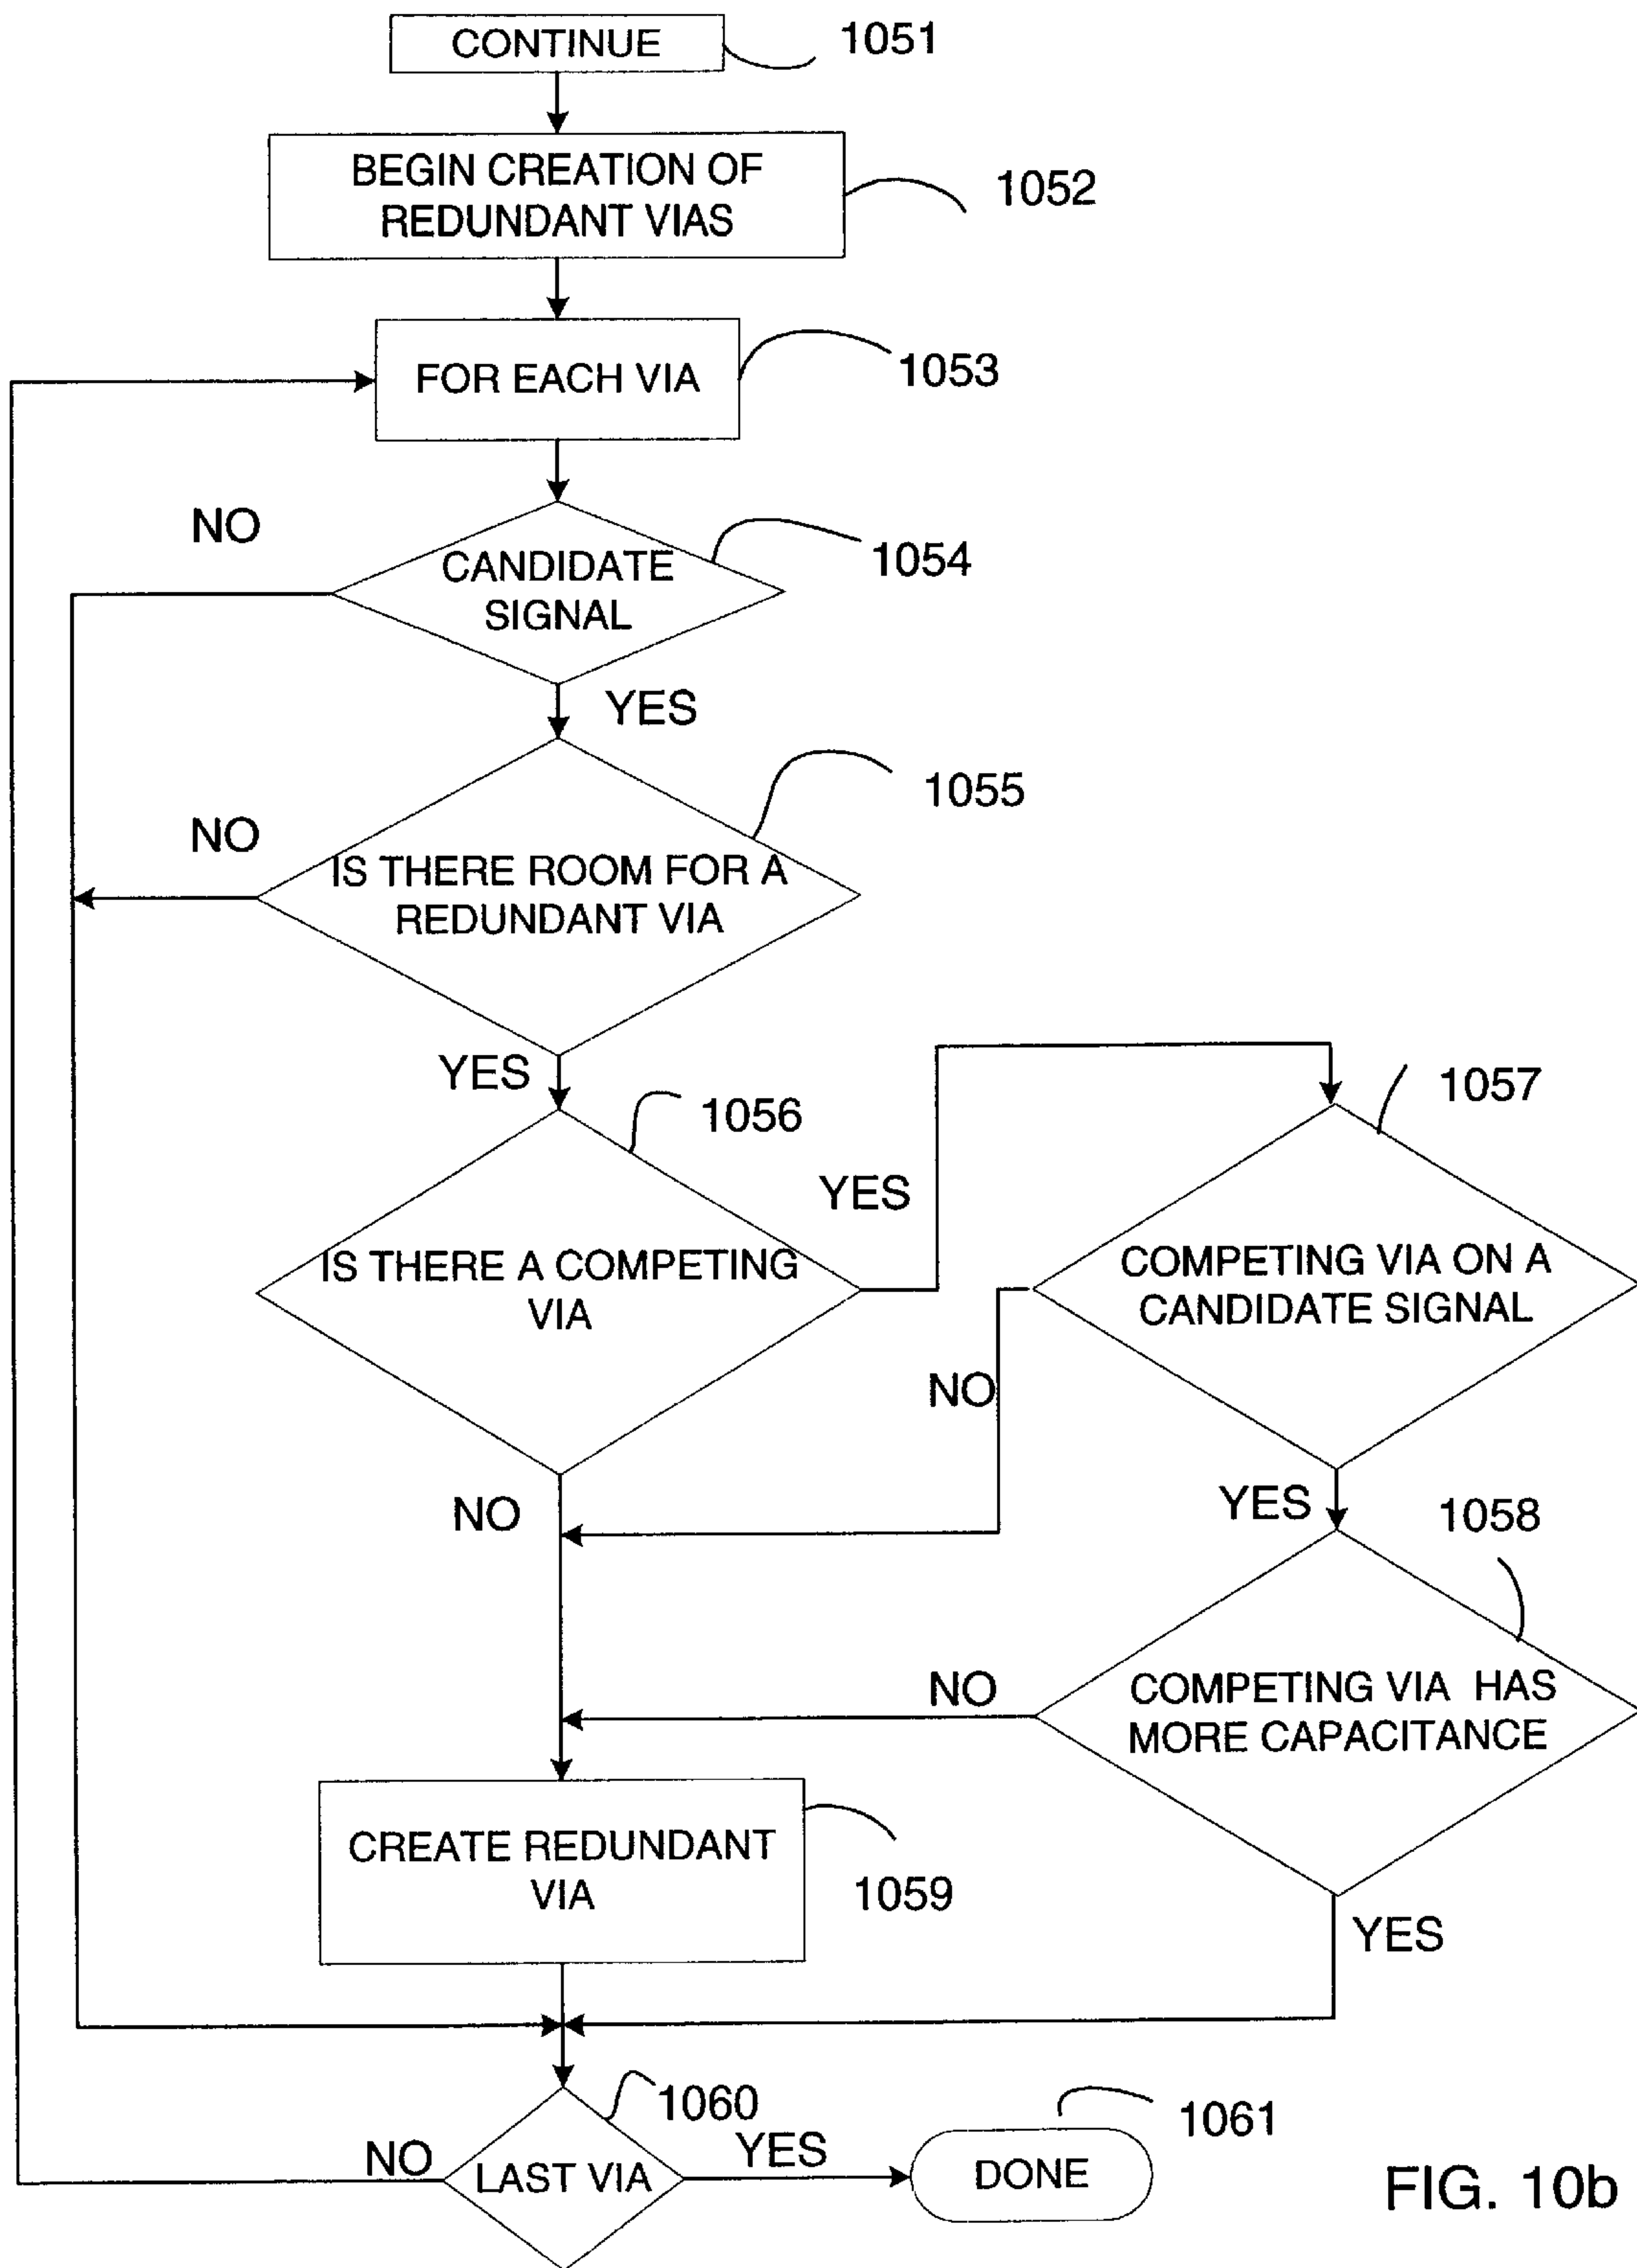 CONTINUE
1051
BEGIN CREATION OF
REDUNDANT VIAS
1052
FOR EACH VIA
1053
NO
CANDIDATE
SIGNAL
1054
YES
1055
NO
IS THERE ROOM FOR A
REDUNDANT VIA
YES
1056
1057
YES
IS THERE A COMPETING
VIA
COMPETING VIA ON A
CANDIDATE SIGNAL
NO
NO
YES
1058
NO
COMPETING VIA HAS
MORE CAPACITANCE
CREATE REDUNDANT
VIA
1059
YES
1060
1061
NO
YES
LAST VIA
DONE
FIG. 10b